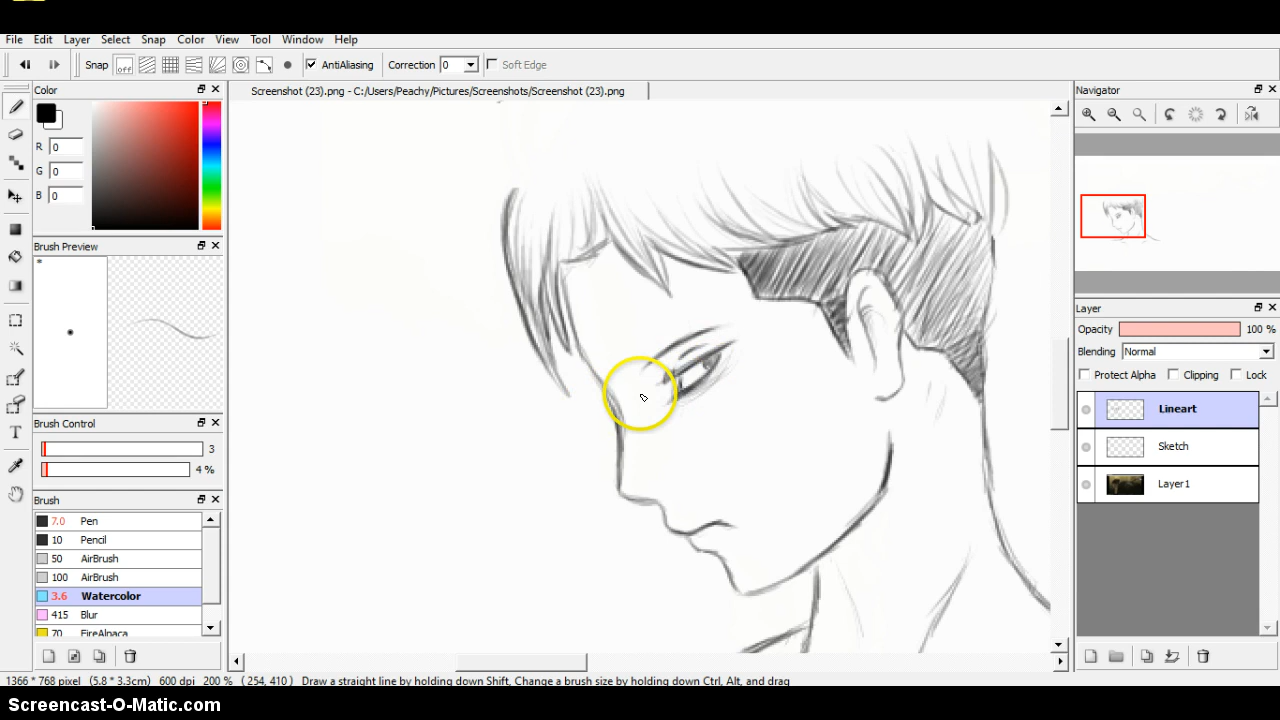 File Edit Layer Select Snap Color View Tool Window Help
Snap off AntiAliasing Correction 0 Soft Edge
Color
Screenshot (23).png - C:/Users/Peachy/Pictures/Screenshots/Screenshot (23).png
Navigator
R 0
G 0
B 0
Brush Preview
*
Brush Control
3
4 %
Brush
7.0 Pen
10 Pencil
50 AirBrush
100 AirBrush
3.6 Watercolor
415 Blur
70 FireAlpaca
Layer
Opacity 100 %
Blending Normal
Protect Alpha Clipping Lock
Lineart
Sketch
Layer1
T
1366 * 768 pixel (5.8 * 3.3cm) 600 dpi 200 % (254, 410) Draw a straight line by holding down Shift, Change a brush size by holding down Ctrl, Alt, and drag
Screencast-O-Matic.com